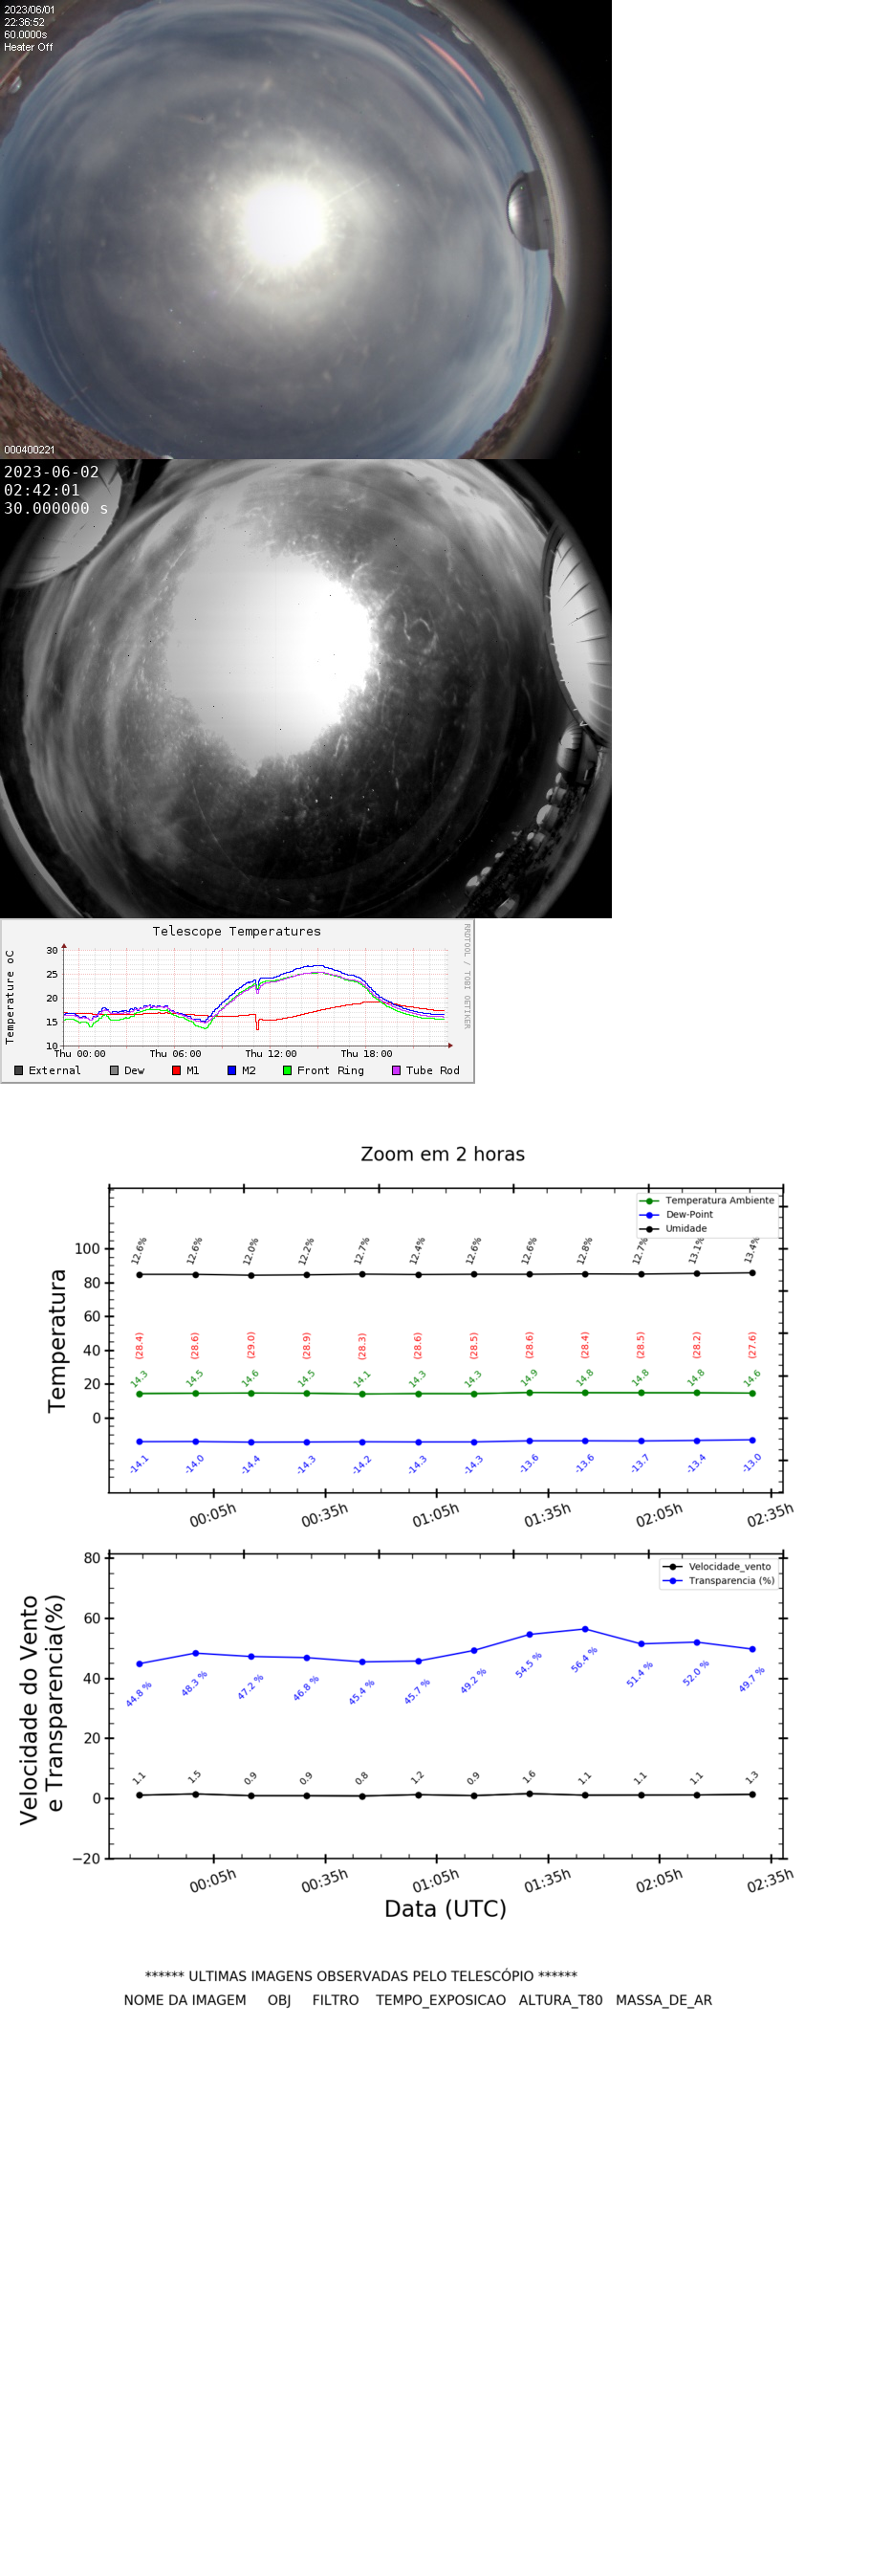 2023/06/01
22:36:52
60.0000s
Heater Off
000400221
2023-06-02
02:42:01
30.000000 s
Telescope Temperatures
RRDTOOL / TOBI OETIKER
Temperature oC
30
25
20
15
10
Thu 00:00 Thu 06:00 Thu 12:00 Thu 18:00
External Dew M1 M2 Front Ring Tube Rod
Zoom em 2 horas
Temperatura Ambiente
Dew-Point
Umidade
Temperatura
100
80
60
40
20
0
12.6% 12.6% 12.0% 12.2% 12.7% 12.4% 12.6% 12.6% 12.8% 12.7% 13.1% 13.4%
(28.4) (28.6) (29.0) (28.9) (28.3) (28.6) (28.5) (28.6) (28.4) (28.5) (28.2) (27.6)
14.3 14.5 14.6 14.5 14.1 14.3 14.3 14.9 14.8 14.8 14.8 14.6
-14.1 -14.0 -14.4 -14.3 -14.2 -14.3 -14.3 -13.6 -13.6 -13.7 -13.4 -13.0
00:05h 00:35h 01:05h 01:35h 02:05h 02:35h
Velocidade_vento
Transparencia (%)
Velocidade do Vento
e Transparencia(%)
80
60
40
20
0
−20
44.8 % 48.3 % 47.2 % 46.8 % 45.4 % 45.7 % 49.2 % 54.5 % 56.4 % 51.4 % 52.0 % 49.7 %
1.1 1.5 0.9 0.9 0.8 1.2 0.9 1.6 1.1 1.1 1.1 1.3
00:05h 00:35h 01:05h 01:35h 02:05h 02:35h
Data (UTC)
****** ULTIMAS IMAGENS OBSERVADAS PELO TELESCÓPIO ******
NOME DA IMAGEM OBJ FILTRO TEMPO_EXPOSICAO ALTURA_T80 MASSA_DE_AR